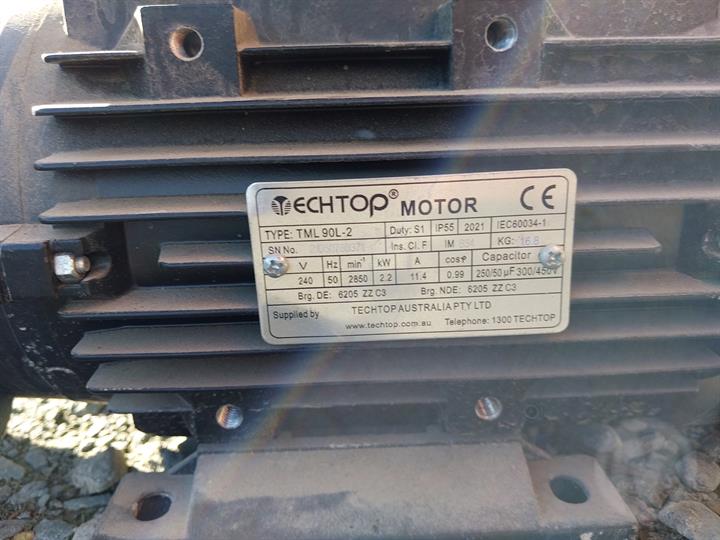 TECHTOP® MOTOR CE
TYPE: TML 90L-2 Duty: S1 IP55 2021 IEC60034-1
SN No. Ins. Cl. F IM KG: 16.8
V Hz min⁻¹ kW A cosφ Capacitor
240 50 2850 2.2 11.4 0.99 250/50 µF 300/450V
Brg. DE: 6205 ZZ C3 Brg. NDE: 6205 ZZ C3
Supplied by TECHTOP AUSTRALIA PTY LTD
www.techtop.com.au Telephone: 1300 TECHTOP